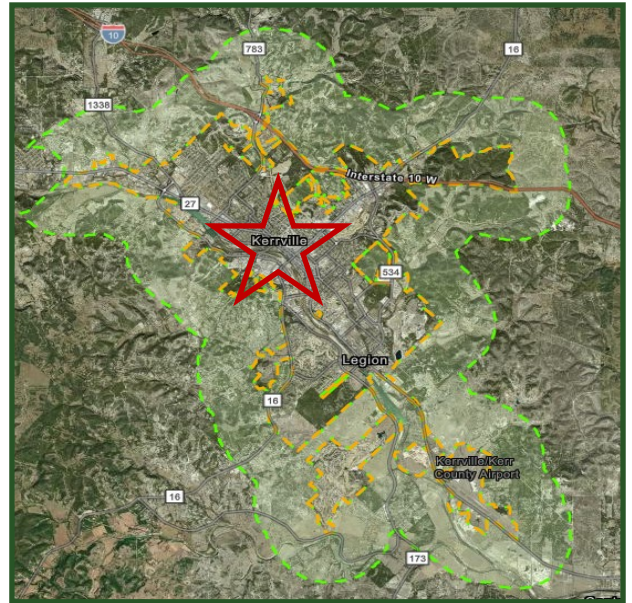 10
783
16
1338
Interstate 10 W
27
Kerrville
534
Legion
16
Kerrville/Kerr
County Airport
16
173